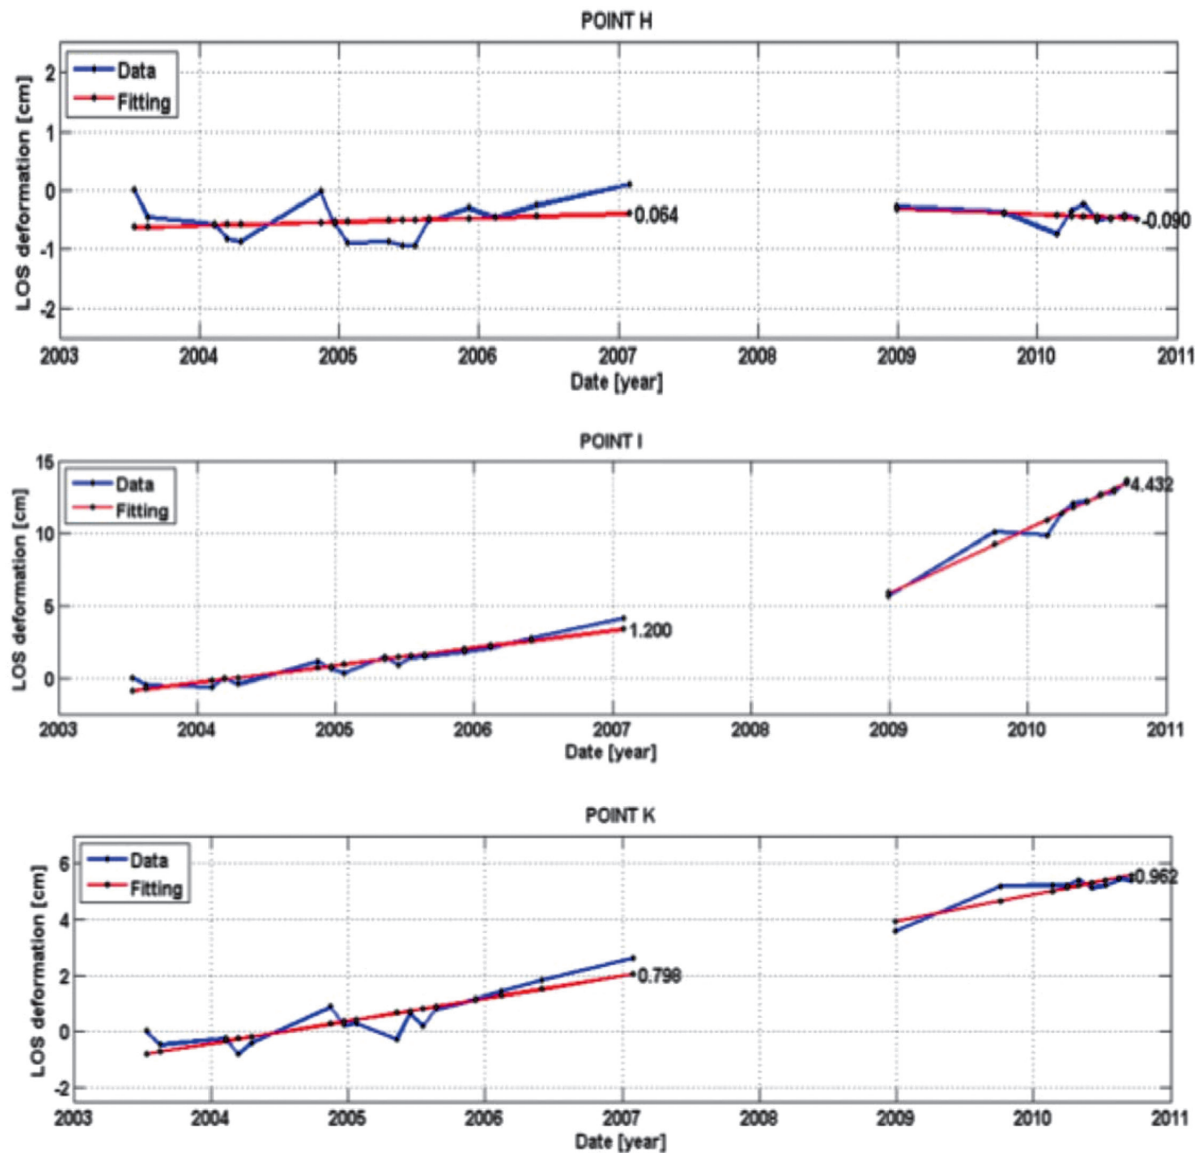 POINT H
LOS deformation [cm]
Data
Fitting
2
1
0
-1
-2
0.064
-0.090
2003 2004 2005 2006 2007 2008 2009 2010 2011
Date [year]
POINT I
LOS deformation [cm]
Data
Fitting
15
10
5
0
1.200
4.432
2003 2004 2005 2006 2007 2008 2009 2010 2011
Date [year]
POINT K
LOS deformation [cm]
Data
Fitting
6
4
2
0
-2
0.798
0.962
2003 2004 2005 2006 2007 2008 2009 2010 2011
Date [year]